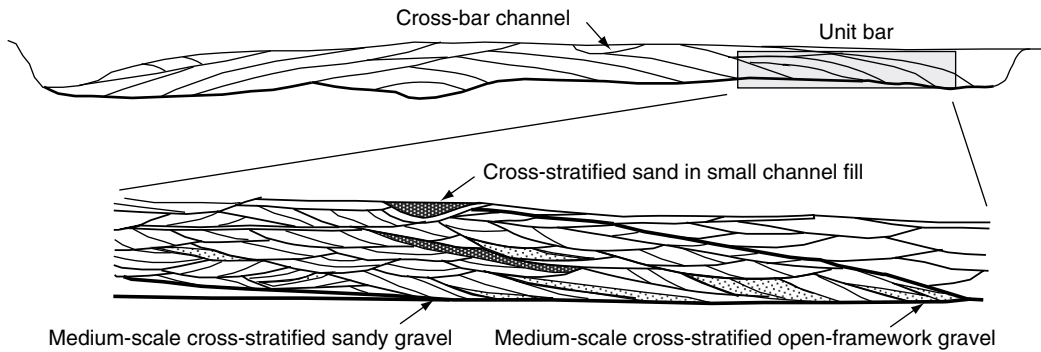 Cross-bar channel
Unit bar
Cross-stratified sand in small channel fill
Medium-scale cross-stratified sandy gravel
Medium-scale cross-stratified open-framework gravel